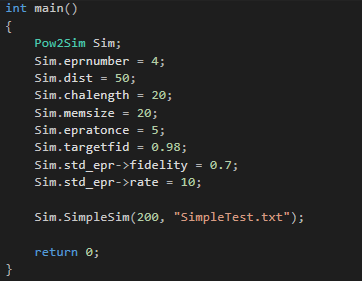 int main()
{
    Pow2Sim Sim;
    Sim.eprnumber = 4;
    Sim.dist = 50;
    Sim.chalength = 20;
    Sim.memsize = 20;
    Sim.epratonce = 5;
    Sim.targetfid = 0.98;
    Sim.std_epr->fidelity = 0.7;
    Sim.std_epr->rate = 10;

    Sim.SimpleSim(200, "SimpleTest.txt");

    return 0;
}